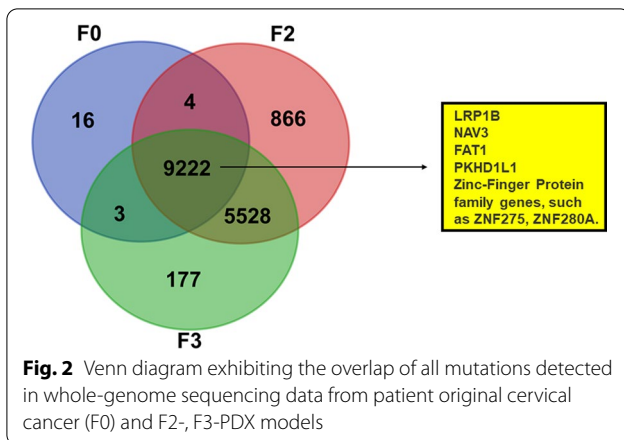 F0
F2
16
4
866
9222
3
5528
177
F3
LRP1B
NAV3
FAT1
PKHD1L1
Zinc-Finger Protein
family genes, such
as ZNF275, ZNF280A.
Fig. 2 Venn diagram exhibiting the overlap of all mutations detected
in whole-genome sequencing data from patient original cervical
cancer (F0) and F2-, F3-PDX models